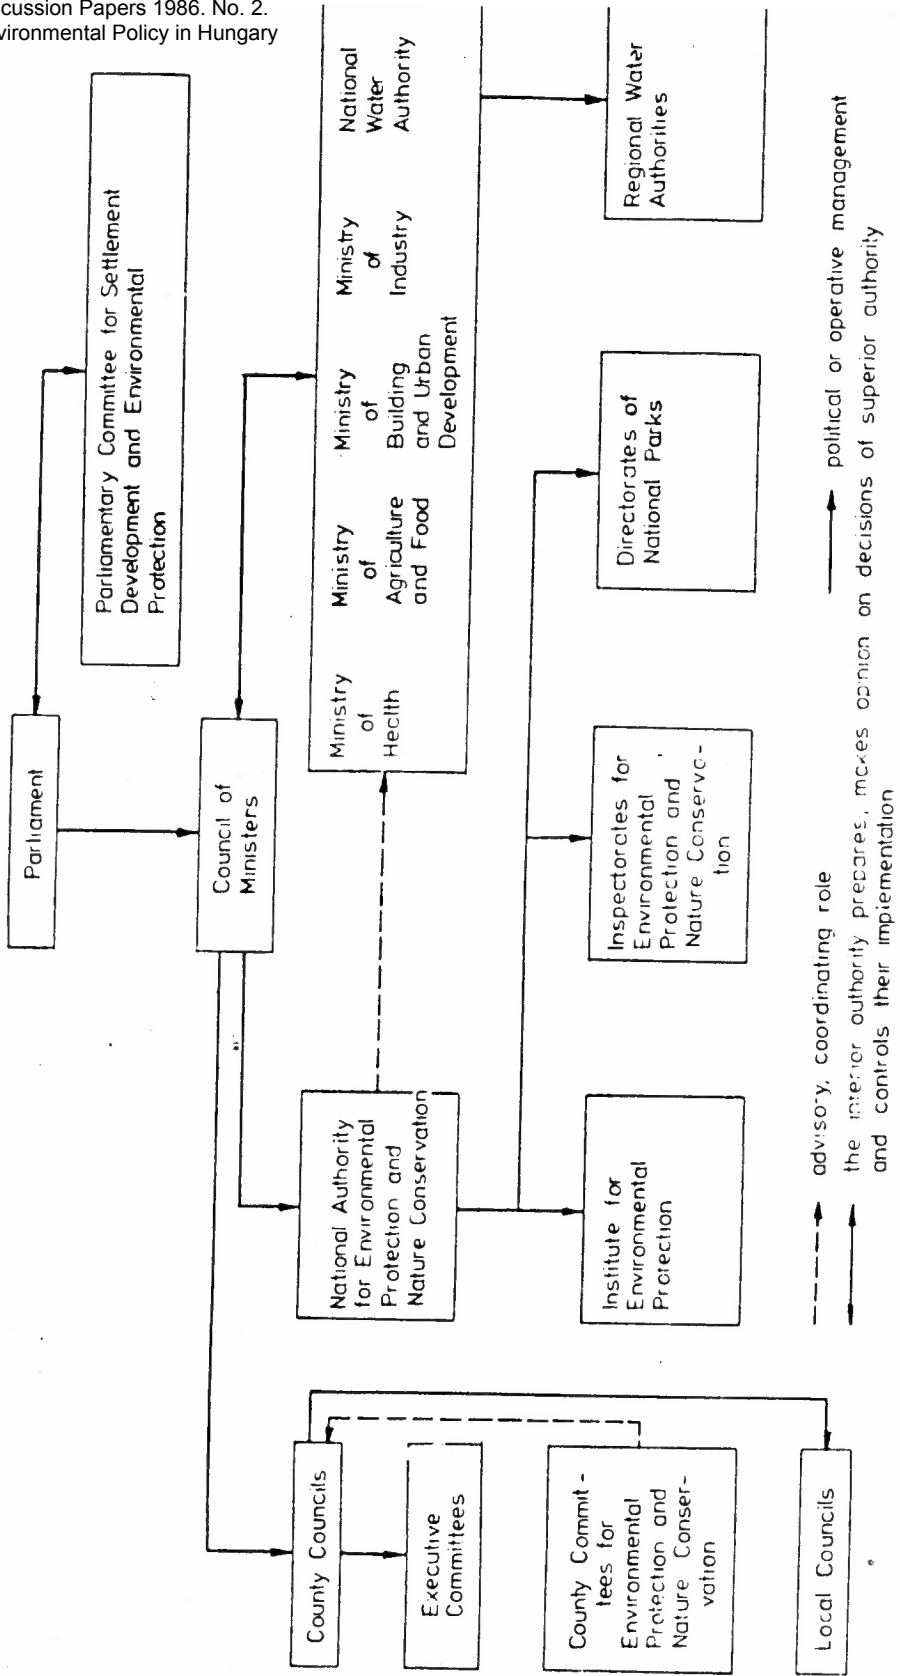 cussion Papers 1986. No. 2.
vironmental Policy in Hungary
Parliament
Parliamentary Committee for Settlement
Development and Environmental
Protection
Council of
Ministers
Ministry
of
Heclth
Ministry
of
Agriculture
and Food
Ministry
of
Building
and Urban
Development
Ministry
of
Industry
National
Water
Authority
National Authority
for Environmental
Protection and
Nature Conservation
County Councils
Executive
Committees
County Commit-
tees for
Environmental
Protection and
Nature Conser-
vation
Local Councils
Institute for
Environmental
Protection
Inspectorates for
Environmental
Protection and
Nature Conserva-
tion
Directorates of
National Parks
Regional Water
Authorities
advisory, coordinating role
political or operative management
the interior authority prepares, makes opinion on decisions of superior authority
and controls their implementation